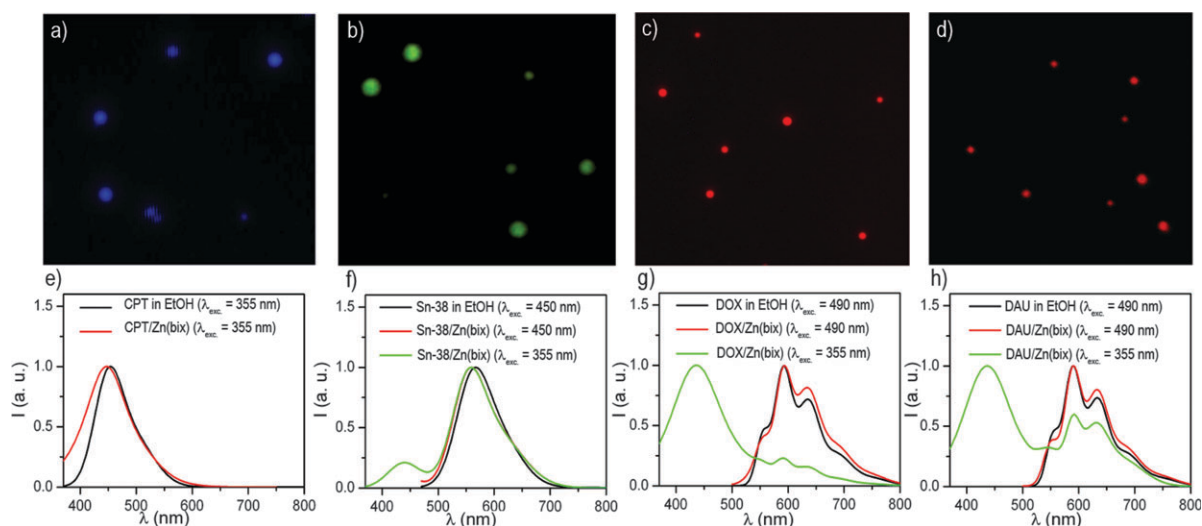 a)
b)
c)
d)
e)
CPT in EtOH (λexc. = 355 nm)
CPT/Zn(bix) (λexc. = 355 nm)
I (a. u.)
1.5
1.0
0.5
0.0
400 500 600 700 800
λ (nm)
f)
Sn-38 in EtOH (λexc. = 450 nm)
Sn-38/Zn(bix) (λexc. = 450 nm)
Sn-38/Zn(bix) (λexc. = 355 nm)
I (a. u.)
1.5
1.0
0.5
0.0
400 500 600 700 800
λ (nm)
g)
DOX in EtOH (λexc. = 490 nm)
DOX/Zn(bix) (λexc. = 490 nm)
DOX/Zn(bix) (λexc. = 355 nm)
I (a. u.)
1.5
1.0
0.5
0.0
400 500 600 700 800
λ (nm)
h)
DAU in EtOH (λexc. = 490 nm)
DAU/Zn(bix) (λexc. = 490 nm)
DAU/Zn(bix) (λexc. = 355 nm)
I (a. u.)
1.5
1.0
0.5
0.0
400 500 600 700 800
λ (nm)